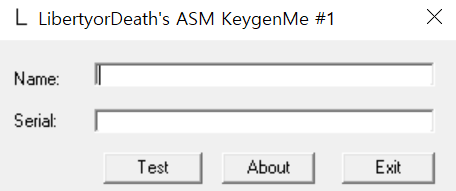 L LibertyorDeath's ASM KeygenMe #1
Name:
Serial:
Test About Exit